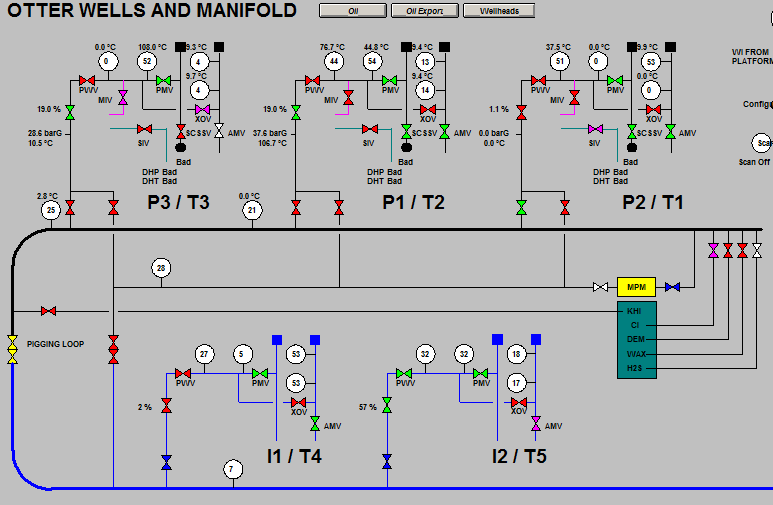 OTTER WELLS AND MANIFOLD
Oil
Oil Export
Wellheads
0.0 °C
108.0 °C
9.3 °C
0
52
4
9.7 °C
4
PWV
PMV
MIV
XOV
19.0 %
28.6 barG
10.5 °C
SIV
SCSSV
AMV
Bad
DHP Bad
DHT Bad
P3 / T3
2.8 °C
25
76.7 °C
44.8 °C
9.4 °C
44
54
13
9.4 °C
14
PWV
PMV
MIV
XOV
19.0 %
37.6 barG
106.7 °C
SIV
SCSSV
AMV
Bad
DHP Bad
DHT Bad
P1 / T2
0.0 °C
21
37.5 °C
0.0 °C
9.9 °C
51
0
53
0.0 °C
0
PWV
PMV
MIV
XOV
1.1 %
0.0 barG
0.0 °C
SIV
SCSSV
AMV
Bad
DHP Bad
DHT Bad
P2 / T1
WI FROM
PLATFORM
Configu
Scan
Scan Off
28
MPM
KHI
CI
DEM
WAX
H2S
PIGGING LOOP
27
5
53
53
PWV
PMV
XOV
2 %
AMV
I1 / T4
32
32
18
17
PWV
PMV
XOV
57 %
AMV
I2 / T5
7